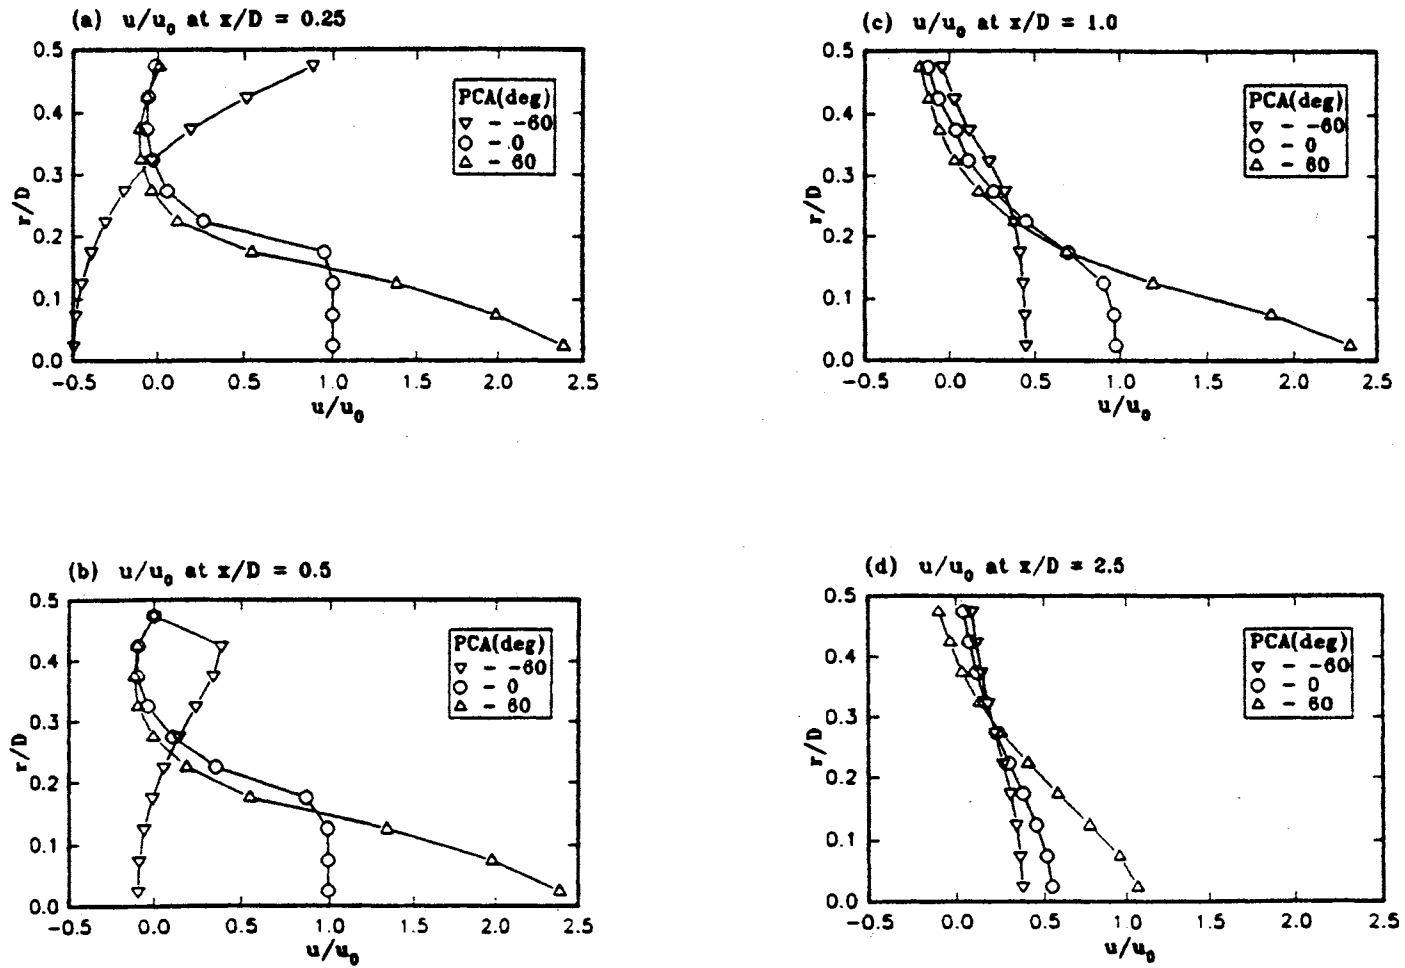 (a) u/u₀ at x/D = 0.25
0.5
0.4
0.3
0.2
0.1
0.0
r/D
PCA(deg)
▽ - -60
○ - 0
△ - 60
-0.5 0.0 0.5 1.0 1.5 2.0 2.5
u/u₀
(c) u/u₀ at x/D = 1.0
0.5
0.4
0.3
0.2
0.1
0.0
r/D
PCA(deg)
▽ - -60
○ - 0
△ - 60
-0.5 0.0 0.5 1.0 1.5 2.0 2.5
u/u₀
(b) u/u₀ at x/D = 0.5
0.5
0.4
0.3
0.2
0.1
0.0
r/D
PCA(deg)
▽ - -60
○ - 0
△ - 60
-0.5 0.0 0.5 1.0 1.5 2.0 2.5
u/u₀
(d) u/u₀ at x/D = 2.5
0.5
0.4
0.3
0.2
0.1
0.0
r/D
PCA(deg)
▽ - -60
○ - 0
△ - 60
-0.5 0.0 0.5 1.0 1.5 2.0 2.5
u/u₀